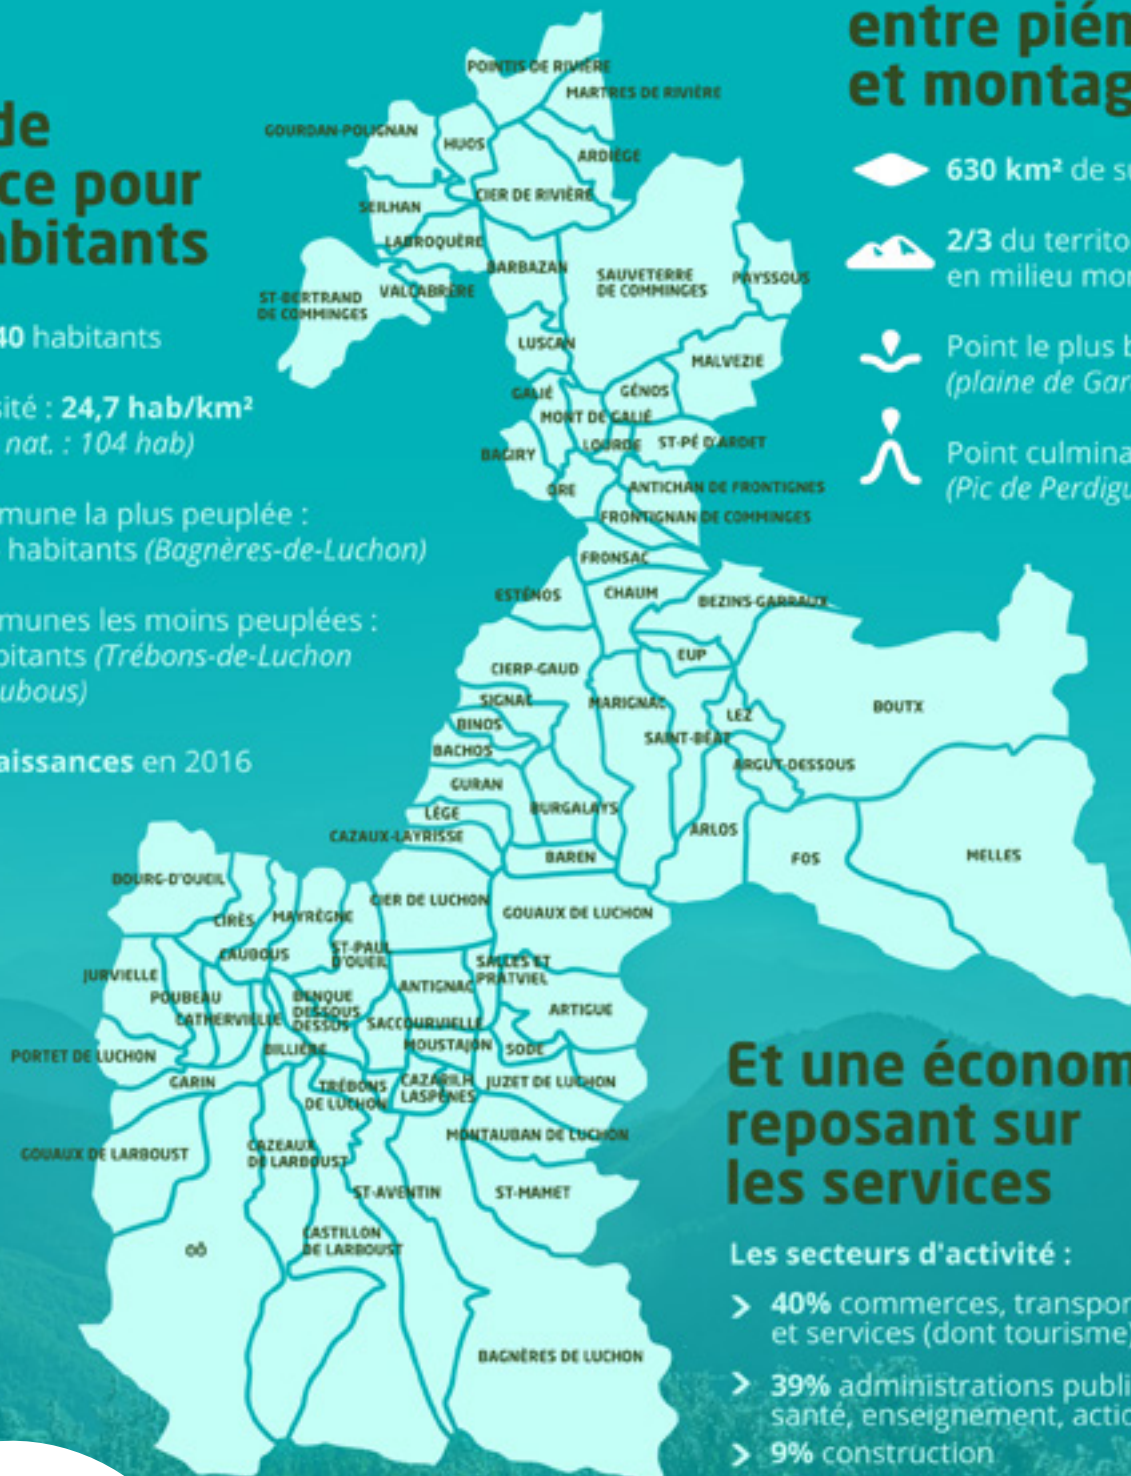 de
ce pour
abitants
40 habitants
sité : 24,7 hab/km²
nat. : 104 hab)
mune la plus peuplée :
habitants (Bagnères-de-Luchon)
munes les moins peuplées :
bitants (Trébons-de-Luchon
ubous)
aissances en 2016
entre piém
et montag
630 km² de su
2/3 du territo
en milieu mon
Point le plus b
(plaine de Gar
Point culmina
(Pic de Perdigu
POINTIS DE RIVIÈRE
MARTRES DE RIVIÈRE
GOURDAN-POLIGNAN
HUOS
ARDIÈGE
CIER DE RIVIÈRE
SEILHAN
LABROQUÈRE
BARBAZAN
SAUVETERRE
DE COMMINGES
PAYSSOUS
VALCABRÈRE
ST-BERTRAND
DE COMMINGES
LUSCAN
MALVEZIE
GALIÉ
GÉNOS
MONT DE GALIÉ
LOURDE
ST-PÉ D'ARDET
BAGIRY
ORE
ANTICHAN DE FRONTIGNES
FRONTIGNAN DE COMMINGES
FRONSAC
ESTÉNOS
CHAUM
BEZINS-GARRAUX
EUP
CIERP-GAUD
SIGNAC
MARIGNAC
BOUTX
LEZ
BINOS
SAINT-BÉAT
BACHOS
ARGUT-DESSOUS
GURAN
LÈGE
BURGALAYS
CAZAUX-LAYRISSE
ARLOS
BAREN
FOS
MELLES
BOURG-D'OUEIL
CIER DE LUCHON
GOUAUX DE LUCHON
CIRÈS
MAYRÈGNE
CAUBOUS
ST-PAUL
D'OUEIL
SALLES ET
PRATVIEL
JURVIELLE
ANTIGNAC
POUBEAU
BENQUE
DESSOUS
DESSUS
ARTIGUE
CATHERVIELLE
SACCOURVIELLE
MOUSTAJON
SODE
BILLIÈRE
PORTET DE LUCHON
GARIN
TRÉBONS
DE LUCHON
CAZARILH
LASPÈNES
JUZET DE LUCHON
MONTAUBAN DE LUCHON
GOUAUX DE LARBOUST
CAZEAUX
DE LARBOUST
ST-AVENTIN
ST-MAMET
CASTILLON
DE LARBOUST
OÔ
BAGNÈRES DE LUCHON
Et une économ
reposant sur
les services
Les secteurs d'activité :
40% commerces, transpor
et services (dont tourisme)
39% administrations publi
santé, enseignement, actio
9% construction